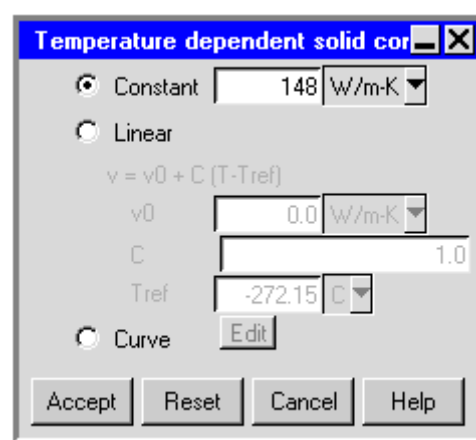 Temperature dependent solid cor
Constant 148 W/m-K
Linear
v = v0 + C (T-Tref)
v0 0.0 W/m-K
C 1.0
Tref -272.15 C
Curve Edit
Accept Reset Cancel Help